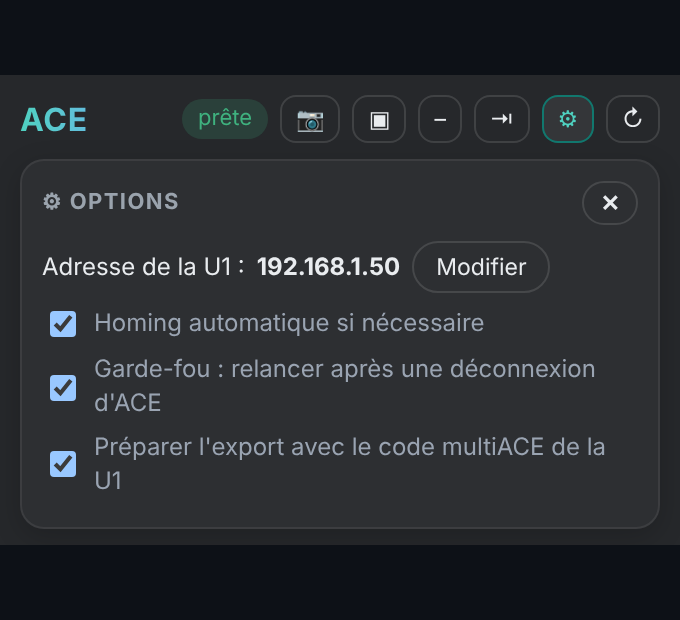 ACE prête
OPTIONS
Adresse de la U1 : 192.168.1.50 Modifier
Homing automatique si nécessaire
Garde-fou : relancer après une déconnexion
d'ACE
Préparer l'export avec le code multiACE de la
U1